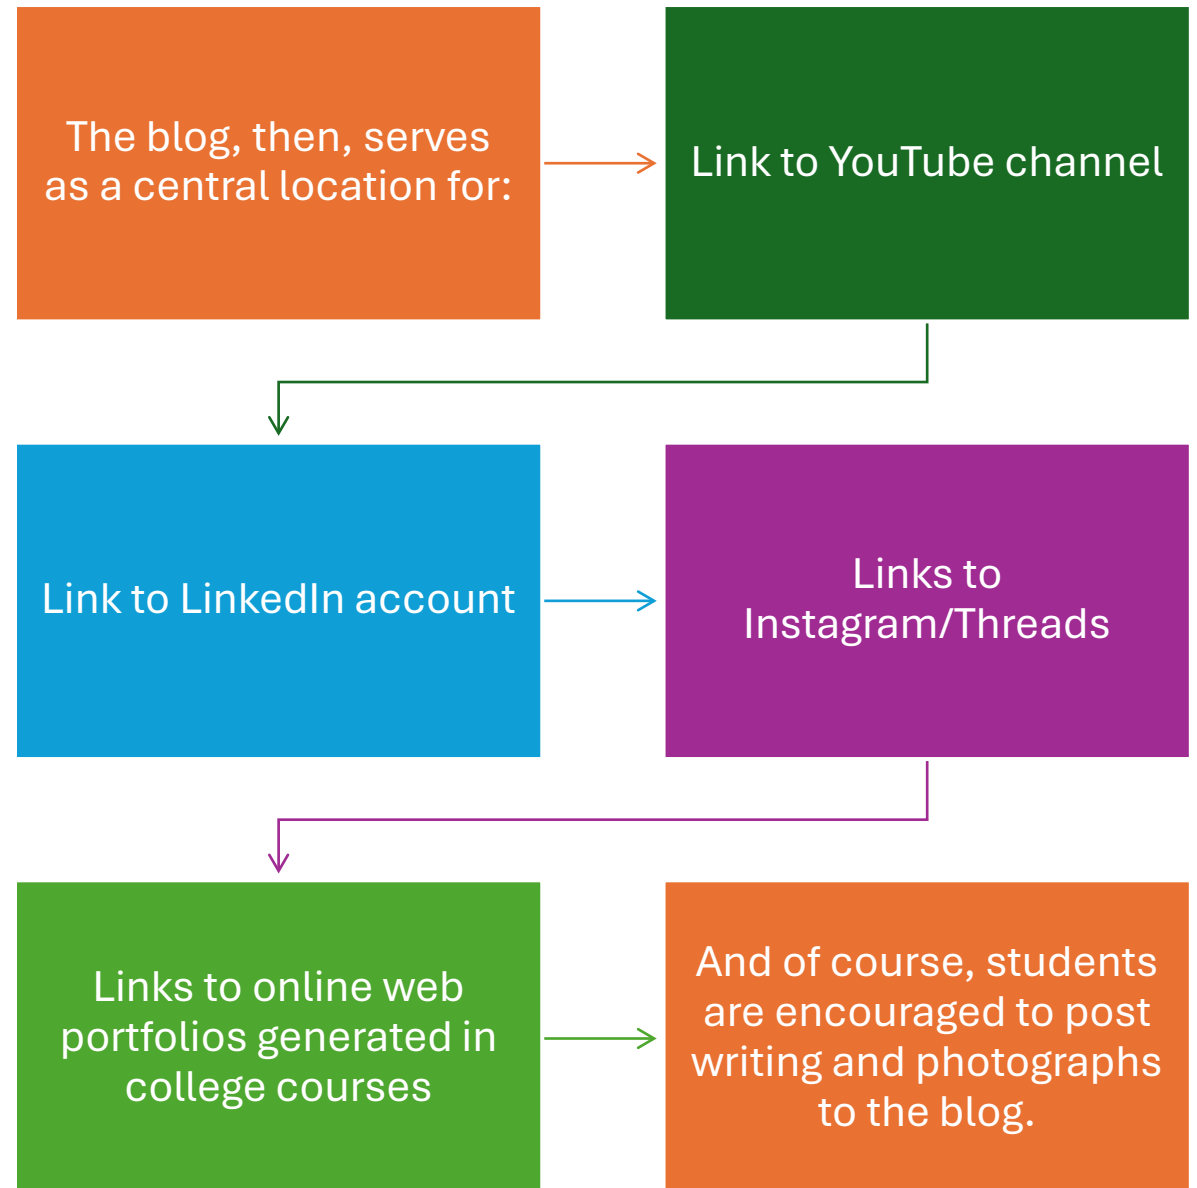 The blog, then, serves
as a central location for:
Link to YouTube channel
Link to LinkedIn account
Links to
Instagram/Threads
Links to online web
portfolios generated in
college courses
And of course, students
are encouraged to post
writing and photographs
to the blog.